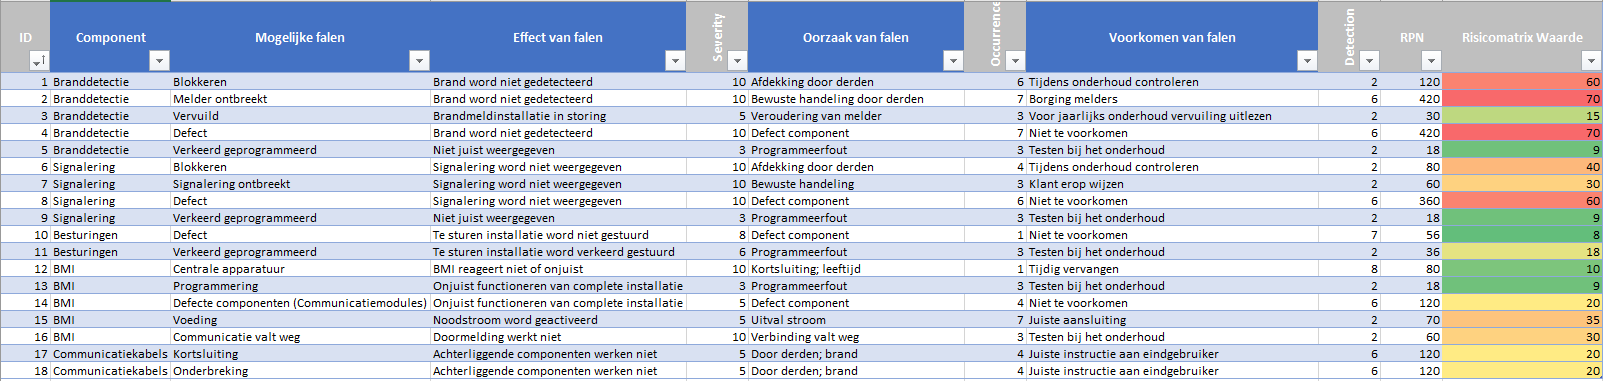 ID Component Mogelijke falen Effect van falen Severity Oorzaak van falen Occurrence Voorkomen van falen Detection RPN Risicomatrix Waarde
1 Branddetectie Blokkeren Brand word niet gedetecteerd 10 Afdekking door derden 6 Tijdens onderhoud controleren 2 120 60
2 Branddetectie Melder ontbreekt Brand word niet gedetecteerd 10 Bewuste handeling door derden 7 Borging melders 6 420 70
3 Branddetectie Vervuild Brandmeldinstallatie in storing 5 Veroudering van melder 3 Voor jaarlijks onderhoud vervuiling uitlezen 2 30 15
4 Branddetectie Defect Brand word niet gedetecteerd 10 Defect component 7 Niet te voorkomen 6 420 70
5 Branddetectie Verkeerd geprogrammeerd Niet juist weergegeven 3 Programmeerfout 3 Testen bij het onderhoud 2 18 9
6 Signalering Blokkeren Signalering word niet weergegeven 10 Afdekking door derden 4 Tijdens onderhoud controleren 2 80 40
7 Signalering Signalering ontbreekt Signalering word niet weergegeven 10 Bewuste handeling 3 Klant erop wijzen 2 60 30
8 Signalering Defect Signalering word niet weergegeven 10 Defect component 6 Niet te voorkomen 6 360 60
9 Signalering Verkeerd geprogrammeerd Niet juist weergegeven 3 Programmeerfout 3 Testen bij het onderhoud 2 18 9
10 Besturingen Defect Te sturen installatie word niet gestuurd 8 Defect component 1 Niet te voorkomen 7 56 8
11 Besturingen Verkeerd geprogrammeerd Te sturen installatie word verkeerd gestuurd 6 Programmeerfout 3 Testen bij het onderhoud 2 36 18
12 BMI Centrale apparatuur BMI reageert niet of onjuist 10 Kortsluiting; leeftijd 1 Tijdig vervangen 8 80 10
13 BMI Programmering Onjuist functioneren van complete installatie 3 Programmeerfout 3 Testen bij het onderhoud 2 18 9
14 BMI Defecte componenten (Communicatiemodules) Onjuist functioneren van complete installatie 5 Defect component 4 Niet te voorkomen 6 120 20
15 BMI Voeding Noodstroom word geactiveerd 5 Uitval stroom 7 Juiste aansluiting 2 70 35
16 BMI Communicatie valt weg Doormelding werkt niet 10 Verbinding valt weg 3 Testen bij het onderhoud 2 60 30
17 Communicatiekabels Kortsluiting Achterliggende componenten werken niet 5 Door derden; brand 4 Juiste instructie aan eindgebruiker 6 120 20
18 Communicatiekabels Onderbreking Achterliggende componenten werken niet 5 Door derden; brand 4 Juiste instructie aan eindgebruiker 6 120 20